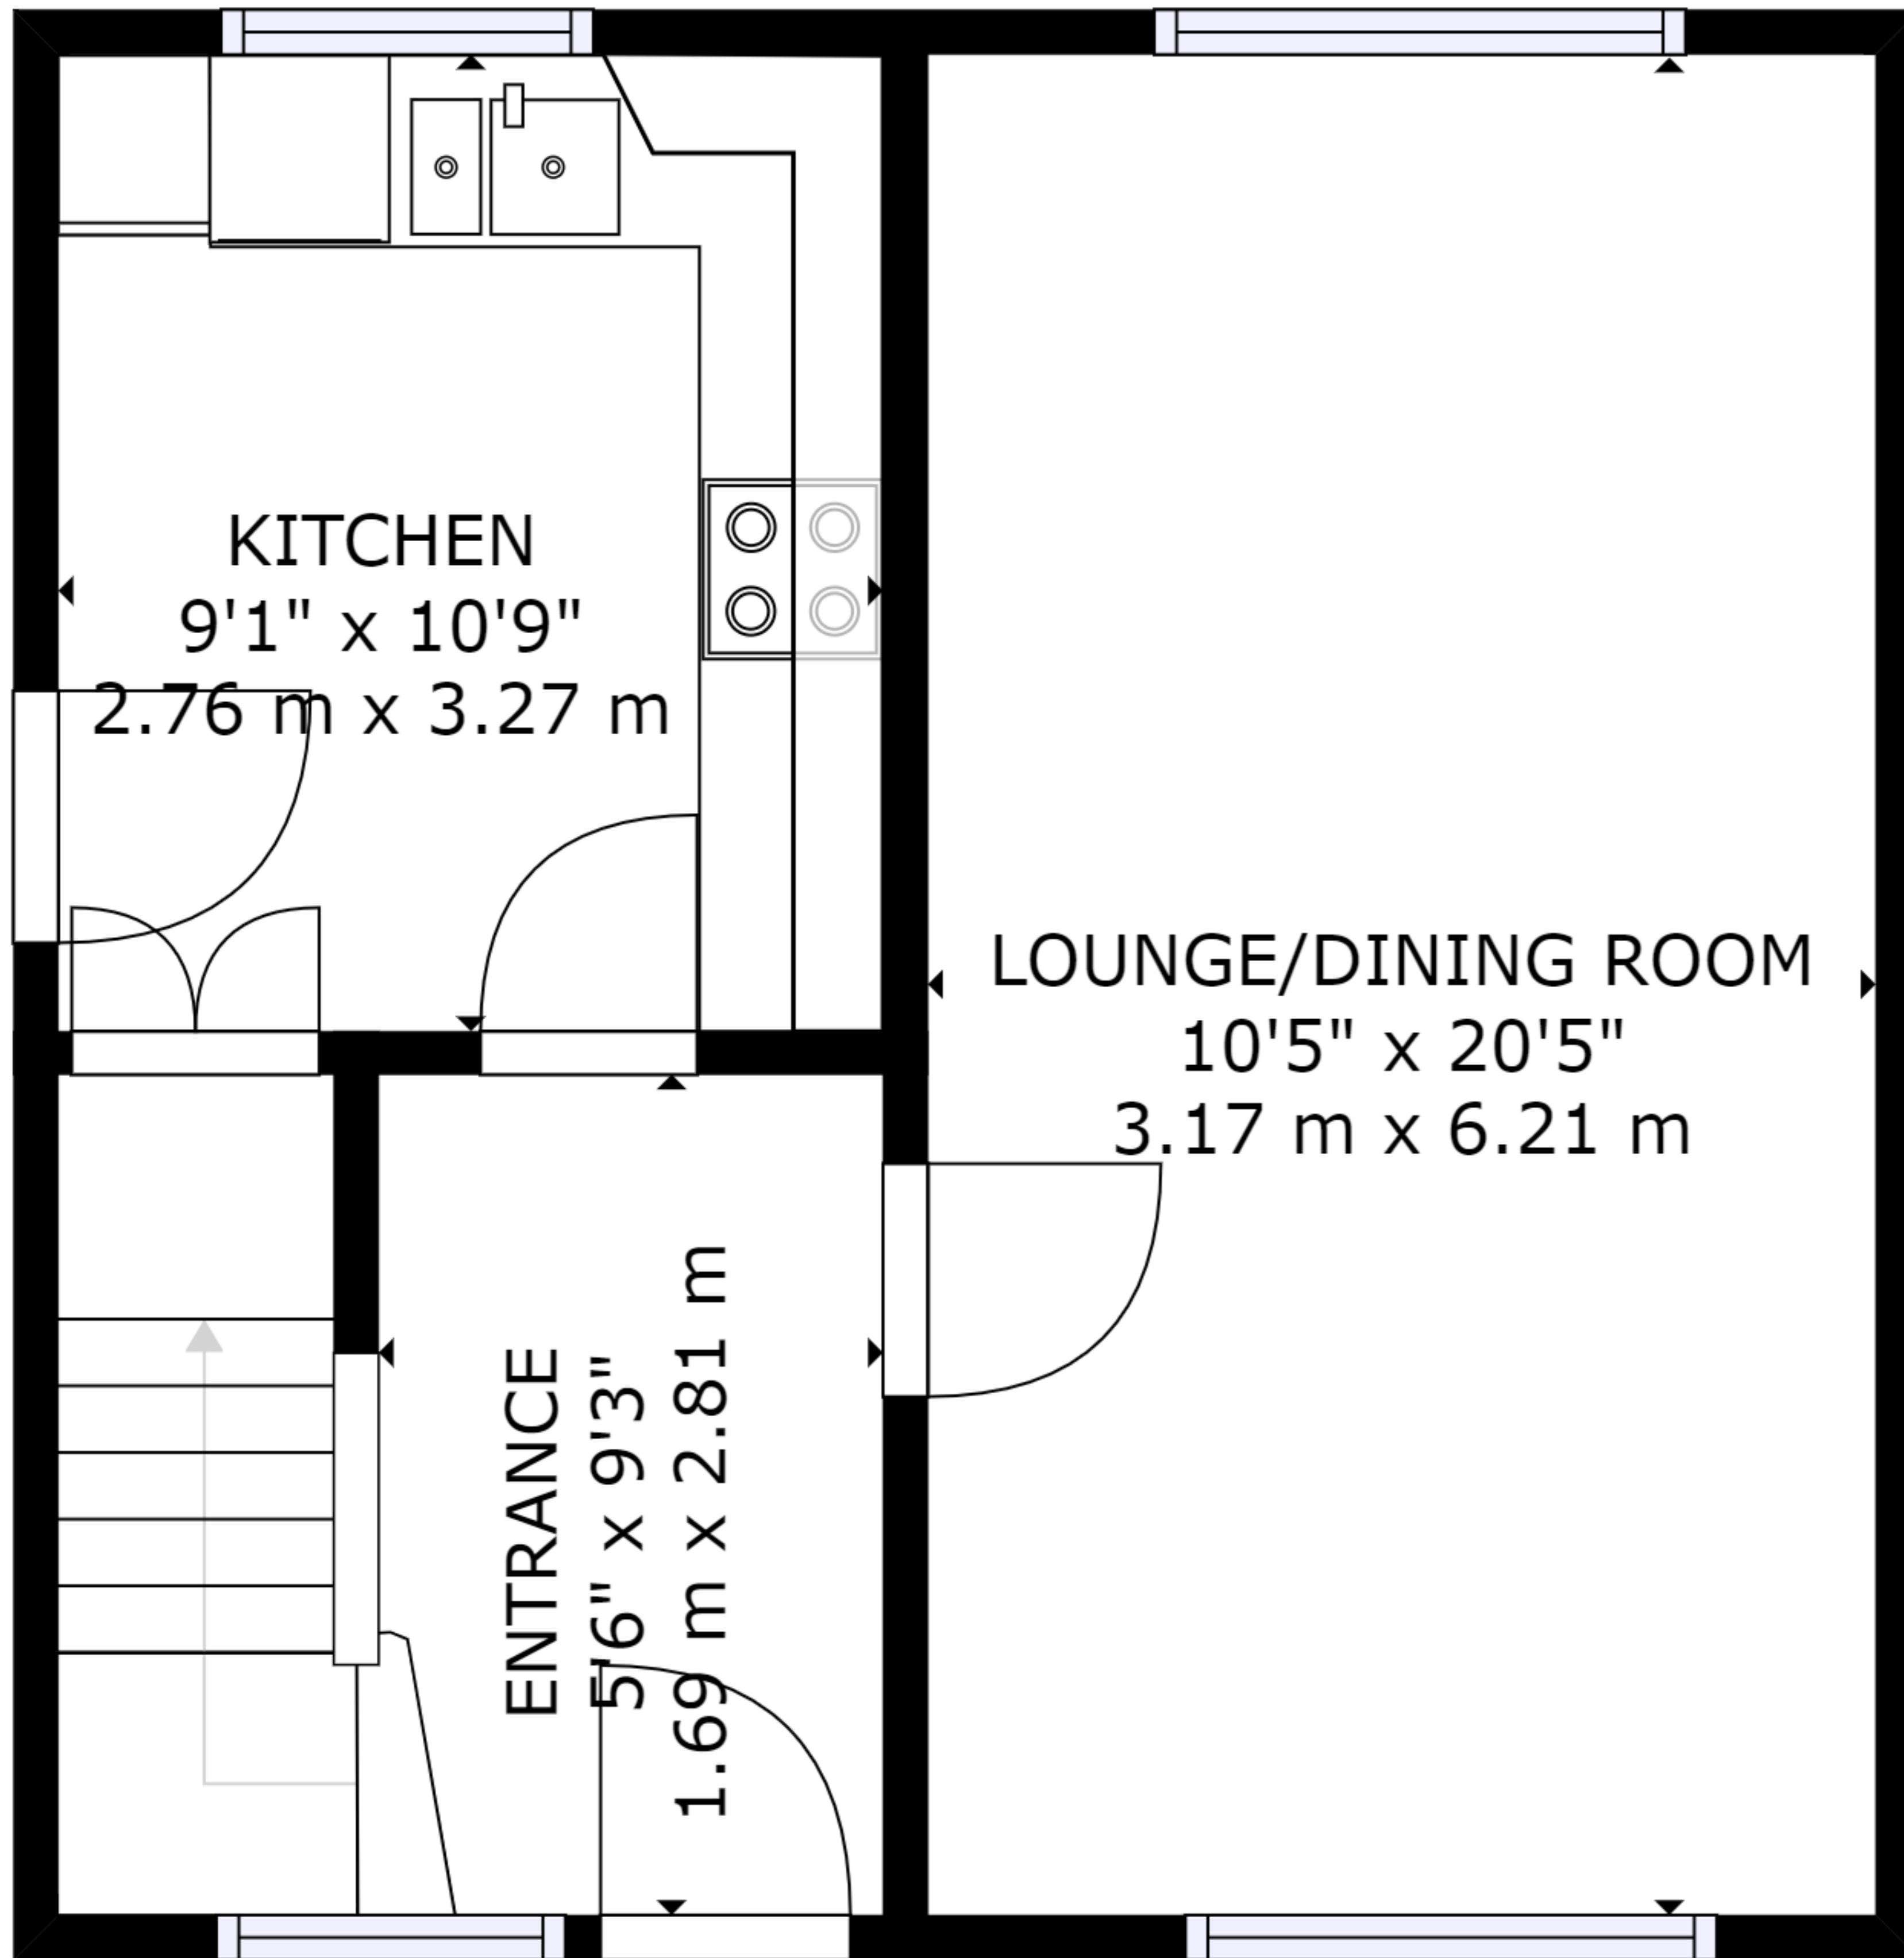 KITCHEN
9'1" x 10'9"
2.76 m x 3.27 m
LOUNGE/DINING ROOM
10'5" x 20'5"
3.17 m x 6.21 m
ENTRANCE
5'6" x 9'3"
1.69 m x 2.81 m